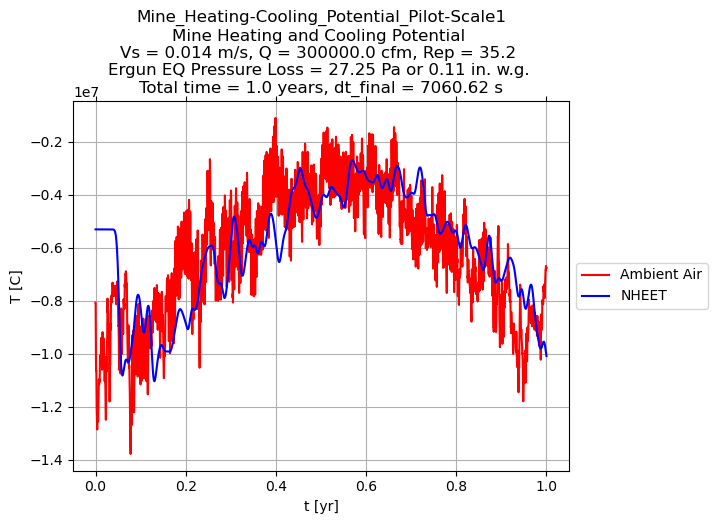 Mine_Heating-Cooling_Potential_Pilot-Scale1
Mine Heating and Cooling Potential
Vs = 0.014 m/s, Q = 300000.0 cfm, Rep = 35.2
Ergun EQ Pressure Loss = 27.25 Pa or 0.11 in. w.g.
Total time = 1.0 years, dt_final = 7060.62 s
1e7
−0.2
−0.4
−0.6
−0.8
−1.0
−1.2
−1.4
T [C]
0.0 0.2 0.4 0.6 0.8 1.0
t [yr]
Ambient Air
NHEET